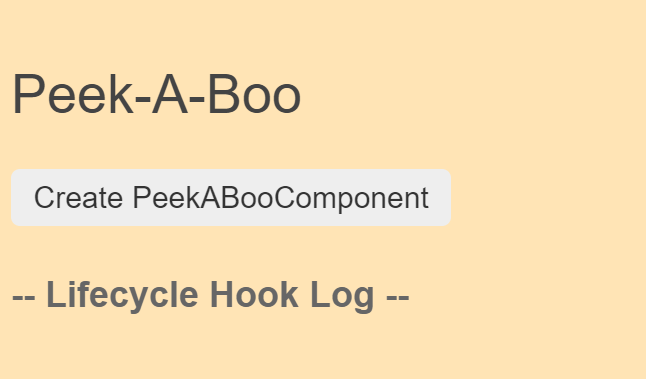 Peek-A-Boo
Create PeekABooComponent
-- Lifecycle Hook Log --